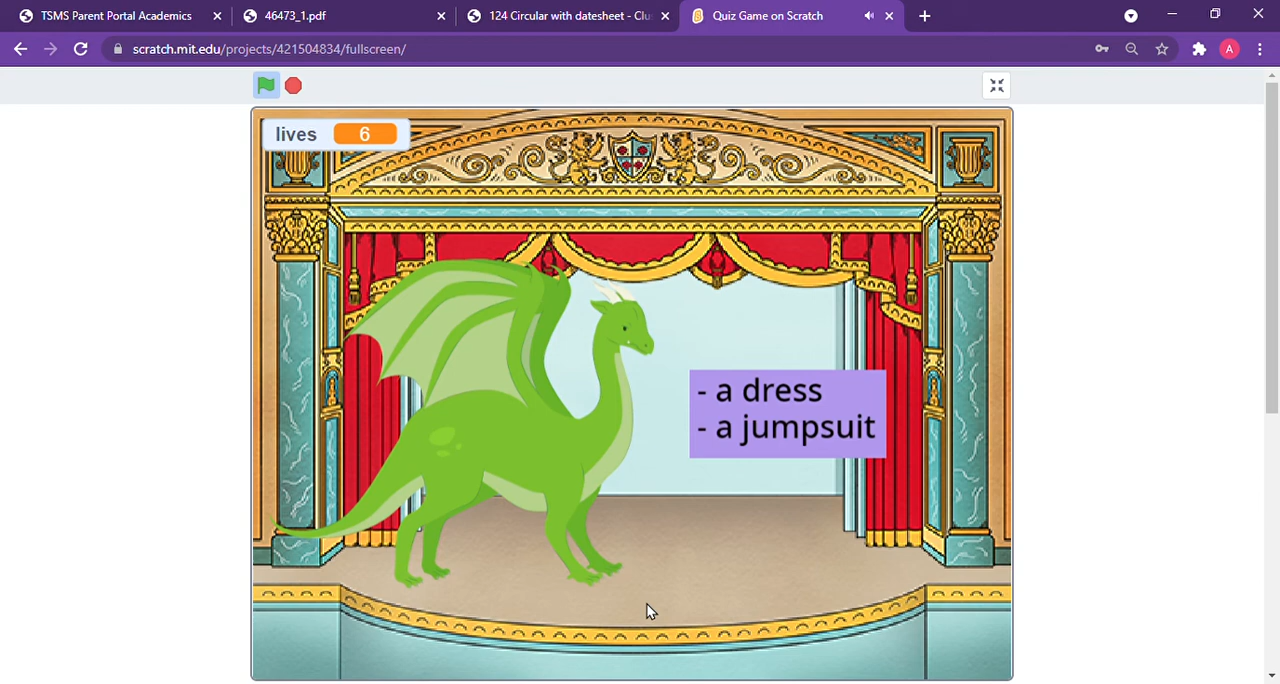 TSMS Parent Portal Academics
46473_1.pdf
124 Circular with datesheet - Clu
Quiz Game on Scratch
scratch.mit.edu/projects/421504834/fullscreen/
A
lives 6
- a dress
- a jumpsuit